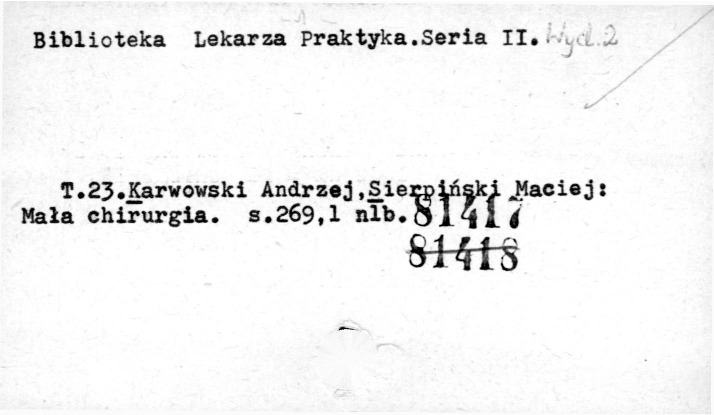 Biblioteka Lekarza Praktyka.Seria II. Wyd.2
T.23.Karwowski Andrzej,Sierpiński Maciej:
Mała chirurgia. s.269,1 nlb. 81417
81418